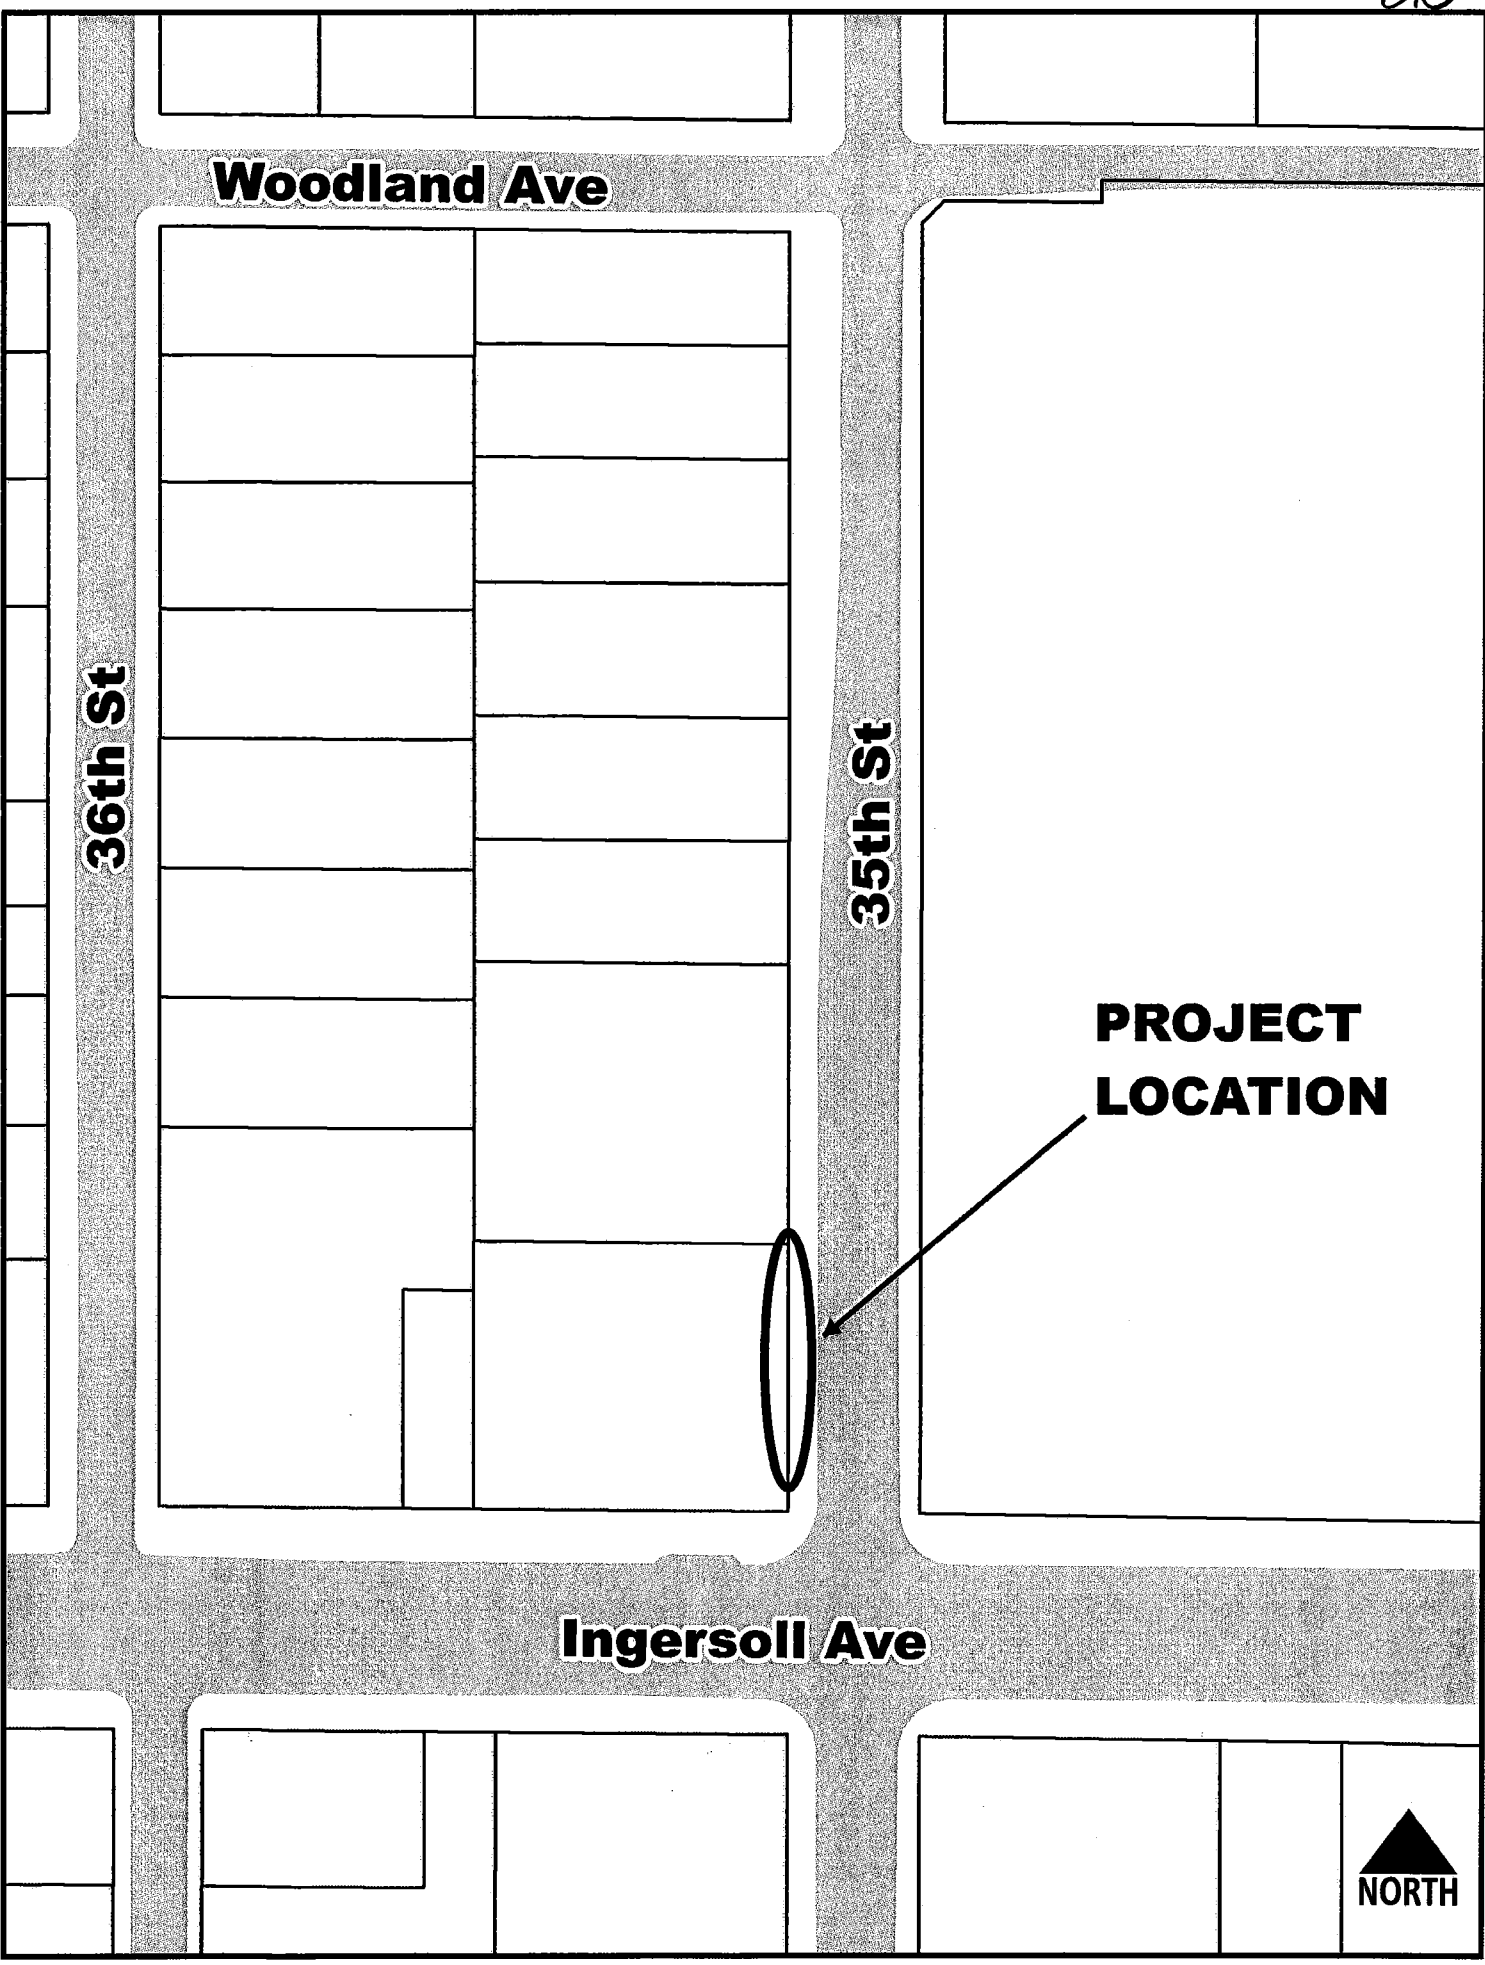 Woodland Ave
36th St
35th St
PROJECT
LOCATION
Ingersoll Ave
NORTH